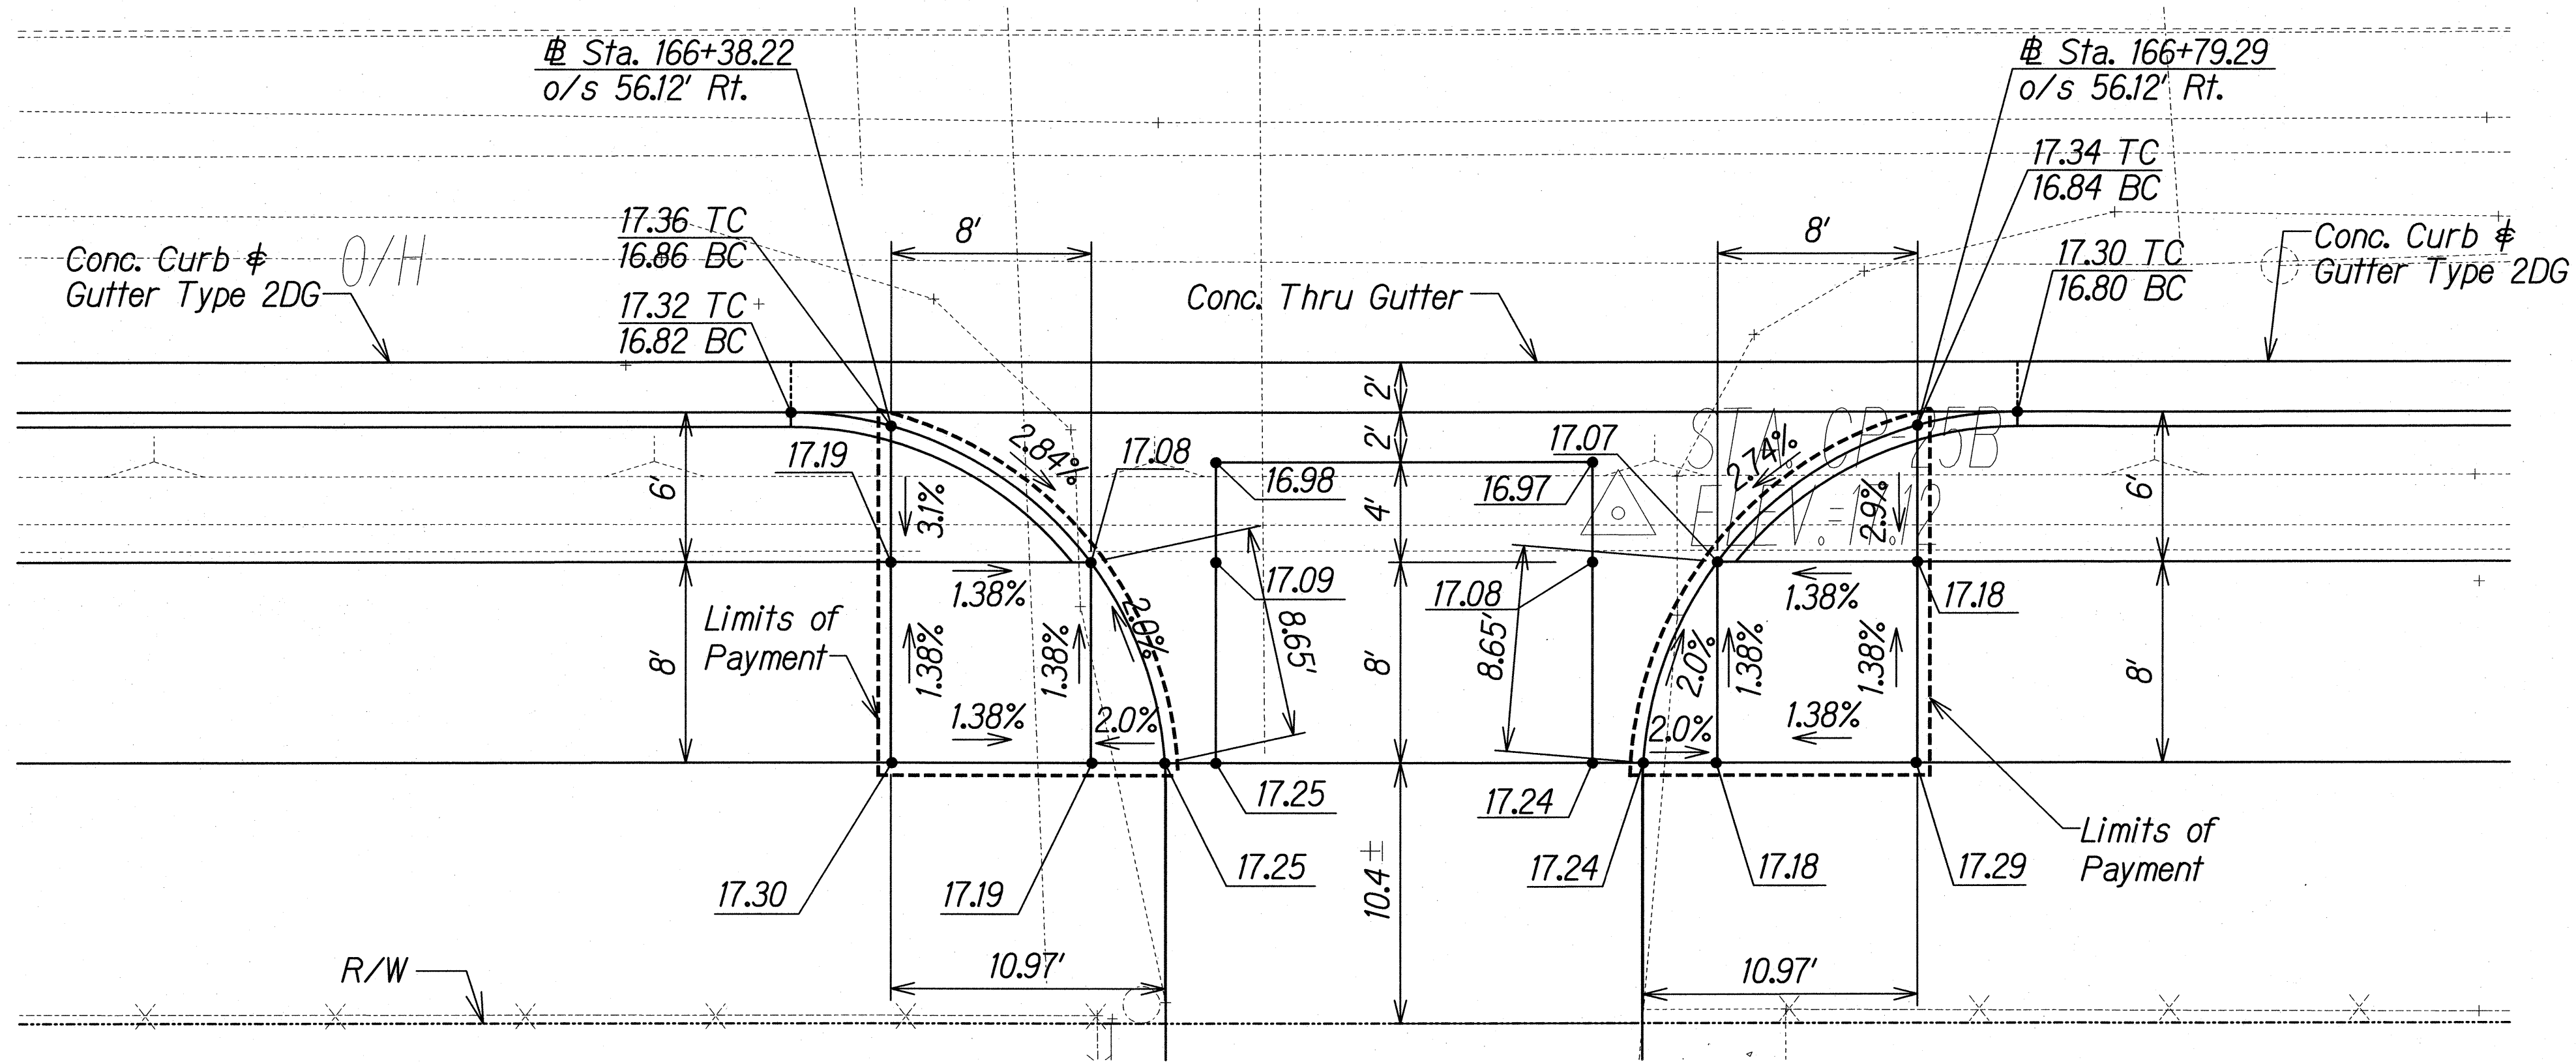 ℄ Sta. 166+38.22
o/s 56.12' Rt.
℄ Sta. 166+79.29
o/s 56.12' Rt.
17.34 TC
16.84 BC
17.36 TC
16.86 BC
8'
8'
Conc. Curb &
Gutter Type 2DG
O/H
17.30 TC
16.80 BC
Conc. Curb &
Gutter Type 2DG
17.32 TC
16.82 BC
Conc. Thru Gutter
2'
2'
17.19
2.84%
17.08
17.07
2.74%
STA. CP-25B
6'
3.1%
16.98
4'
16.97
2.9%
6'
17.09
17.08
1.38%
1.38%
17.18
Limits of
Payment
8'
1.38%
1.38%
2.0%
8.65'
8'
8.65'
2.0%
1.38%
1.38%
8'
1.38%
2.0%
2.0%
1.38%
17.25
17.24
Limits of
Payment
17.30
17.19
17.25
10.4±
17.24
17.18
17.29
R/W
10.97'
10.97'